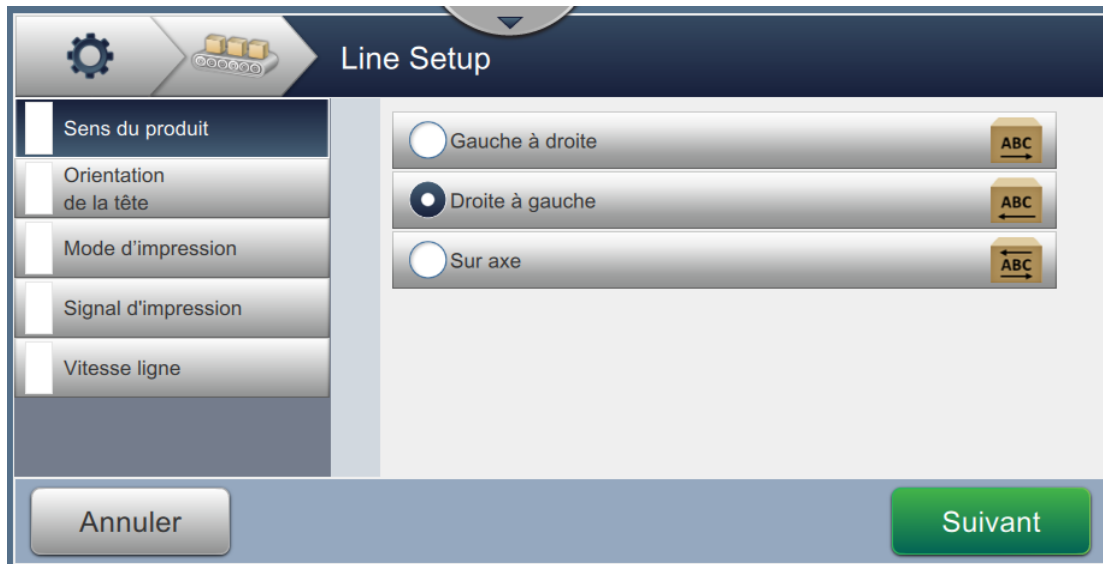 Line Setup
Sens du produit
Orientation
de la tête
Mode d’impression
Signal d'impression
Vitesse ligne
Gauche à droite
ABC
Droite à gauche
ABC
Sur axe
ABC
Annuler
Suivant